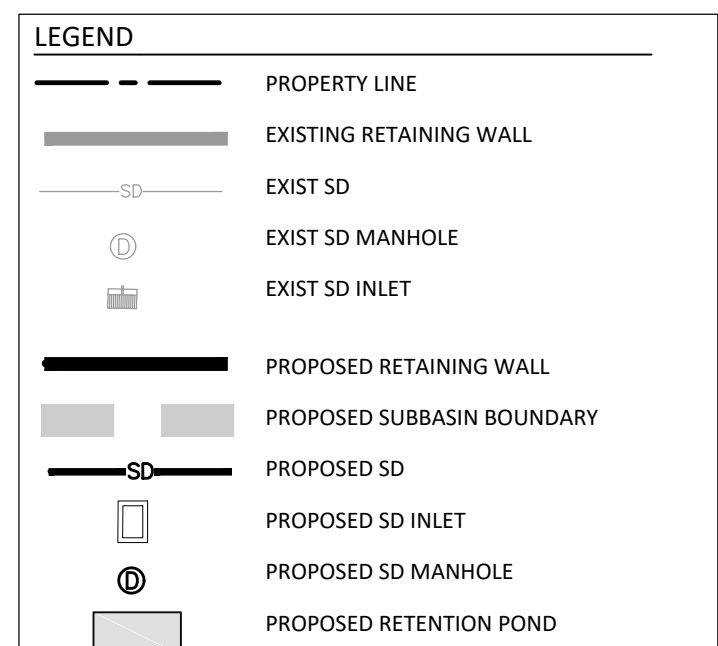 LEGEND
PROPERTY LINE
EXISTING RETAINING WALL
SD EXIST SD
D EXIST SD MANHOLE
EXIST SD INLET
PROPOSED RETAINING WALL
PROPOSED SUBBASIN BOUNDARY
SD PROPOSED SD
PROPOSED SD INLET
D PROPOSED SD MANHOLE
PROPOSED RETENTION POND